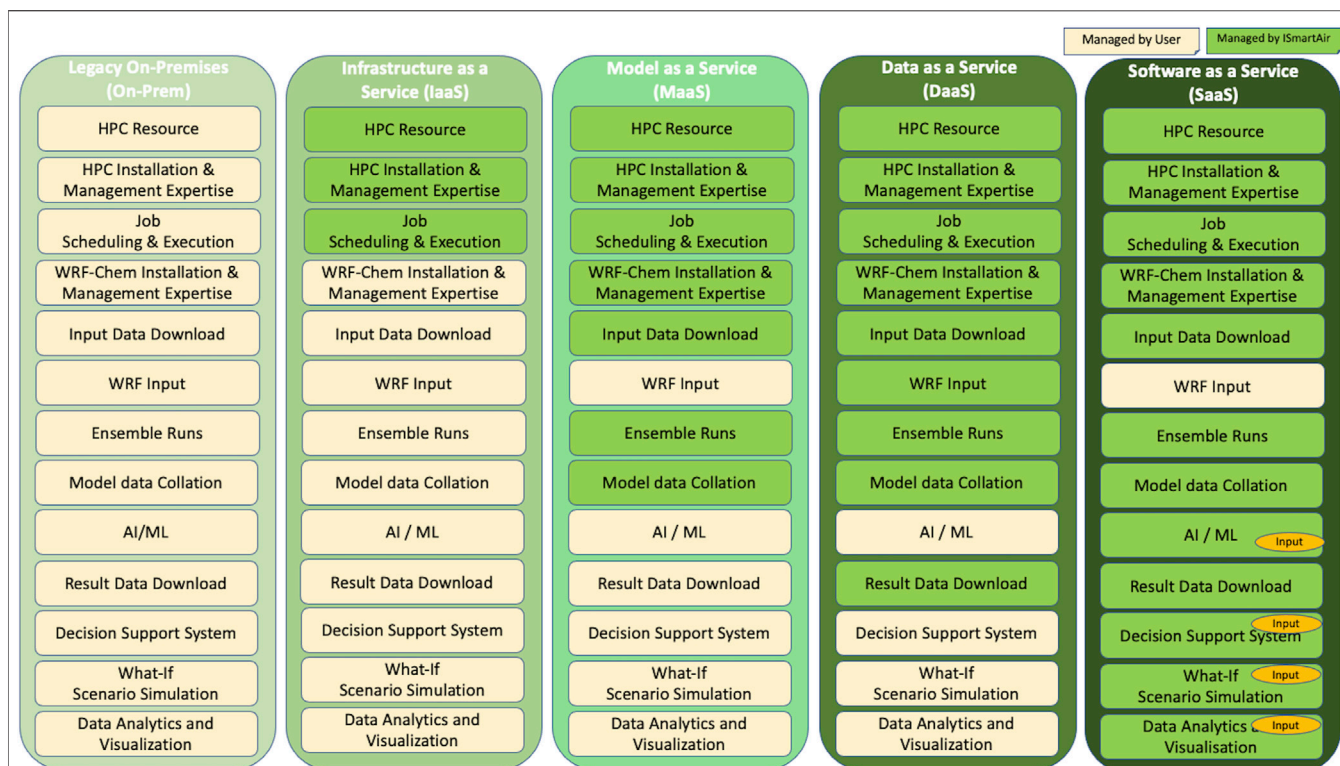 Managed by User
Managed by ISmartAir
Legacy On-Premises
(On-Prem)
HPC Resource
HPC Installation &
Management Expertise
Job
Scheduling & Execution
WRF-Chem Installation &
Management Expertise
Input Data Download
WRF Input
Ensemble Runs
Model data Collation
AI/ML
Result Data Download
Decision Support System
What-If
Scenario Simulation
Data Analytics and
Visualization
Infrastructure as a
Service (IaaS)
HPC Resource
HPC Installation &
Management Expertise
Job
Scheduling & Execution
WRF-Chem Installation &
Management Expertise
Input Data Download
WRF Input
Ensemble Runs
Model data Collation
AI / ML
Result Data Download
Decision Support System
What-If
Scenario Simulation
Data Analytics and
Visualization
Model as a Service
(MaaS)
HPC Resource
HPC Installation &
Management Expertise
Job
Scheduling & Execution
WRF-Chem Installation &
Management Expertise
Input Data Download
WRF Input
Ensemble Runs
Model data Collation
AI / ML
Result Data Download
Decision Support System
What-If
Scenario Simulation
Data Analytics and
Visualization
Data as a Service
(DaaS)
HPC Resource
HPC Installation &
Management Expertise
Job
Scheduling & Execution
WRF-Chem Installation &
Management Expertise
Input Data Download
WRF Input
Ensemble Runs
Model data Collation
AI / ML
Result Data Download
Decision Support System
What-If
Scenario Simulation
Data Analytics and
Visualization
Software as a Service
(SaaS)
HPC Resource
HPC Installation &
Management Expertise
Job
Scheduling & Execution
WRF-Chem Installation &
Management Expertise
Input Data Download
WRF Input
Ensemble Runs
Model data Collation
AI / ML
Input
Result Data Download
Input
Decision Support System
What-If
Input
Scenario Simulation
Data Analytics
Input
Visualisation